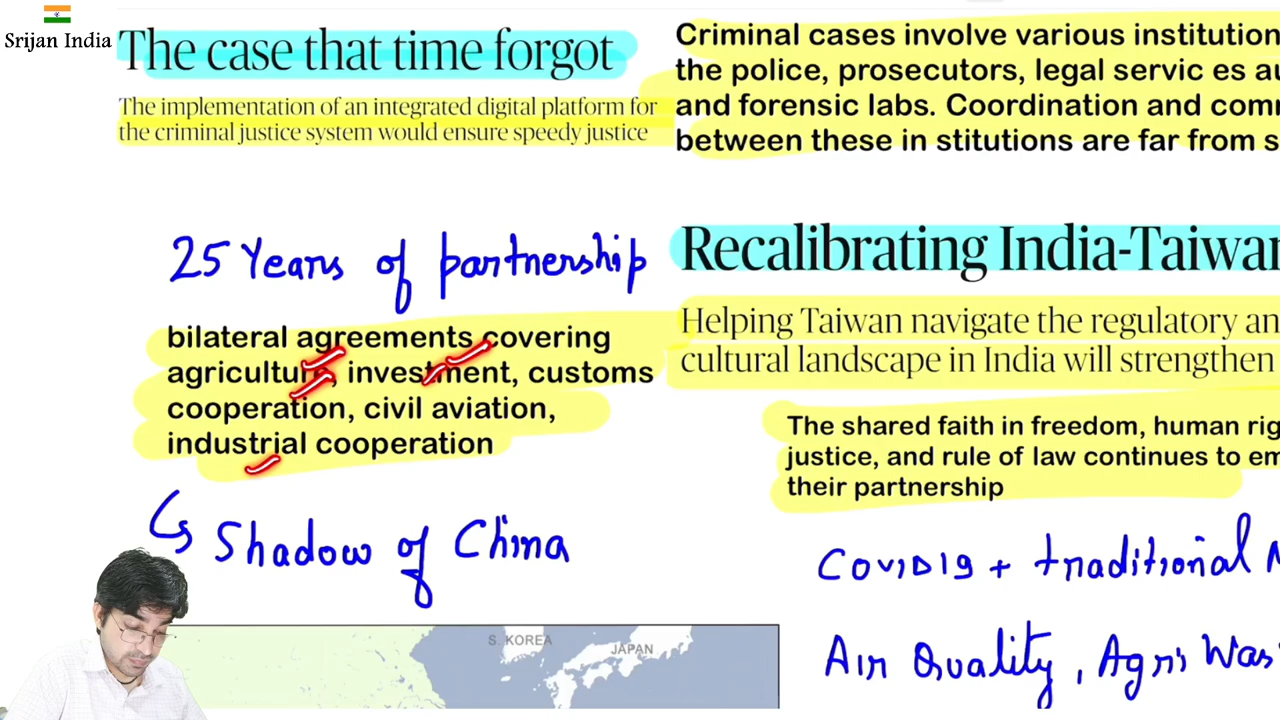 Srijan India
The case that time forgot
The implementation of an integrated digital platform for
the criminal justice system would ensure speedy justice
Criminal cases involve various institution
the police, prosecutors, legal servic es au
and forensic labs. Coordination and com
between these in stitutions are far from s
25 Years of partnership
bilateral agreements covering
agriculture, investment, customs
cooperation, civil aviation,
industrial cooperation
Shadow of China
Recalibrating India-Taiwan
Helping Taiwan navigate the regulatory an
cultural landscape in India will strengthen
The shared faith in freedom, human rig
justice, and rule of law continues to em
their partnership
Covid19 + traditional
Air Quality, Agri Was
S. KOREA
JAPAN